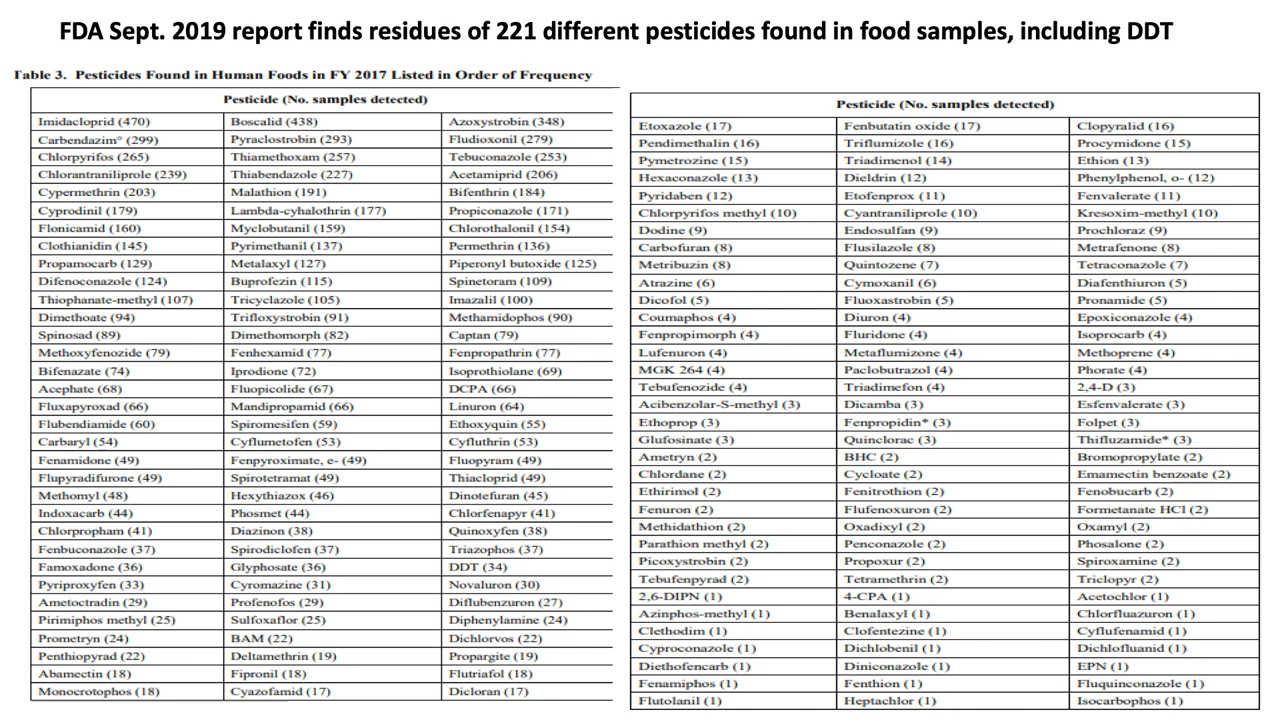 FDA Sept. 2019 report finds residues of 221 different pesticides found in food samples, including DDT
Table 3. Pesticides Found in Human Foods in FY 2017 Listed in Order of Frequency
Pesticide (No. samples detected)
Imidacloprid (470) Boscalid (438) Azoxystrobin (348)
Carbendazim° (299) Pyraclostrobin (293) Fludioxonil (279)
Chlorpyrifos (265) Thiamethoxam (257) Tebuconazole (253)
Chlorantraniliprole (239) Thiabendazole (227) Acetamiprid (206)
Cypermethrin (203) Malathion (191) Bifenthrin (184)
Cyprodinil (179) Lambda-cyhalothrin (177) Propiconazole (171)
Flonicamid (160) Myclobutanil (159) Chlorothalonil (154)
Clothianidin (145) Pyrimethanil (137) Permethrin (136)
Propamocarb (129) Metalaxyl (127) Piperonyl butoxide (125)
Difenoconazole (124) Buprofezin (115) Spinetoram (109)
Thiophanate-methyl (107) Tricyclazole (105) Imazalil (100)
Dimethoate (94) Trifloxystrobin (91) Methamidophos (90)
Spinosad (89) Dimethomorph (82) Captan (79)
Methoxyfenozide (79) Fenhexamid (77) Fenpropathrin (77)
Bifenazate (74) Iprodione (72) Isoprothiolane (69)
Acephate (68) Fluopicolide (67) DCPA (66)
Fluxapyroxad (66) Mandipropamid (66) Linuron (64)
Flubendiamide (60) Spiromesifen (59) Ethoxyquin (55)
Carbaryl (54) Cyflumetofen (53) Cyfluthrin (53)
Fenamidone (49) Fenpyroximate, e- (49) Fluopyram (49)
Flupyradifurone (49) Spirotetramat (49) Thiacloprid (49)
Methomyl (48) Hexythiazox (46) Dinotefuran (45)
Indoxacarb (44) Phosmet (44) Chlorfenapyr (41)
Chlorpropham (41) Diazinon (38) Quinoxyfen (38)
Fenbuconazole (37) Spirodiclofen (37) Triazophos (37)
Famoxadone (36) Glyphosate (36) DDT (34)
Pyriproxyfen (33) Cyromazine (31) Novaluron (30)
Ametoctradin (29) Profenofos (29) Diflubenzuron (27)
Pirimiphos methyl (25) Sulfoxaflor (25) Diphenylamine (24)
Prometryn (24) BAM (22) Dichlorvos (22)
Penthiopyrad (22) Deltamethrin (19) Propargite (19)
Abamectin (18) Fipronil (18) Flutriafol (18)
Monocrotophos (18) Cyazofamid (17) Dicloran (17)
Pesticide (No. samples detected)
Etoxazole (17) Fenbutatin oxide (17) Clopyralid (16)
Pendimethalin (16) Triflumizole (16) Procymidone (15)
Pymetrozine (15) Triadimenol (14) Ethion (13)
Hexaconazole (13) Dieldrin (12) Phenylphenol, o- (12)
Pyridaben (12) Etofenprox (11) Fenvalerate (11)
Chlorpyrifos methyl (10) Cyantraniliprole (10) Kresoxim-methyl (10)
Dodine (9) Endosulfan (9) Prochloraz (9)
Carbofuran (8) Flusilazole (8) Metrafenone (8)
Metribuzin (8) Quintozene (7) Tetraconazole (7)
Atrazine (6) Cymoxanil (6) Diafenthiuron (5)
Dicofol (5) Fluoxastrobin (5) Pronamide (5)
Coumaphos (4) Diuron (4) Epoxiconazole (4)
Fenpropimorph (4) Fluridone (4) Isoprocarb (4)
Lufenuron (4) Metaflumizone (4) Methoprene (4)
MGK 264 (4) Paclobutrazol (4) Phorate (4)
Tebufenozide (4) Triadimefon (4) 2,4-D (3)
Acibenzolar-S-methyl (3) Dicamba (3) Esfenvalerate (3)
Ethoprop (3) Fenpropidin* (3) Folpet (3)
Glufosinate (3) Quinclorac (3) Thifluzamide* (3)
Ametryn (2) BHC (2) Bromopropylate (2)
Chlordane (2) Cycloate (2) Emamectin benzoate (2)
Ethirimol (2) Fenitrothion (2) Fenobucarb (2)
Fenuron (2) Flufenoxuron (2) Formetanate HCl (2)
Methidathion (2) Oxadixyl (2) Oxamyl (2)
Parathion methyl (2) Penconazole (2) Phosalone (2)
Picoxystrobin (2) Propoxur (2) Spiroxamine (2)
Tebufenpyrad (2) Tetramethrin (2) Triclopyr (2)
2,6-DIPN (1) 4-CPA (1) Acetochlor (1)
Azinphos-methyl (1) Benalaxyl (1) Chlorfluazuron (1)
Clethodim (1) Clofentezine (1) Cyflufenamid (1)
Cyproconazole (1) Dichlobenil (1) Dichlofluanid (1)
Diethofencarb (1) Diniconazole (1) EPN (1)
Fenamiphos (1) Fenthion (1) Fluquinconazole (1)
Flutolanil (1) Heptachlor (1) Isocarbophos (1)